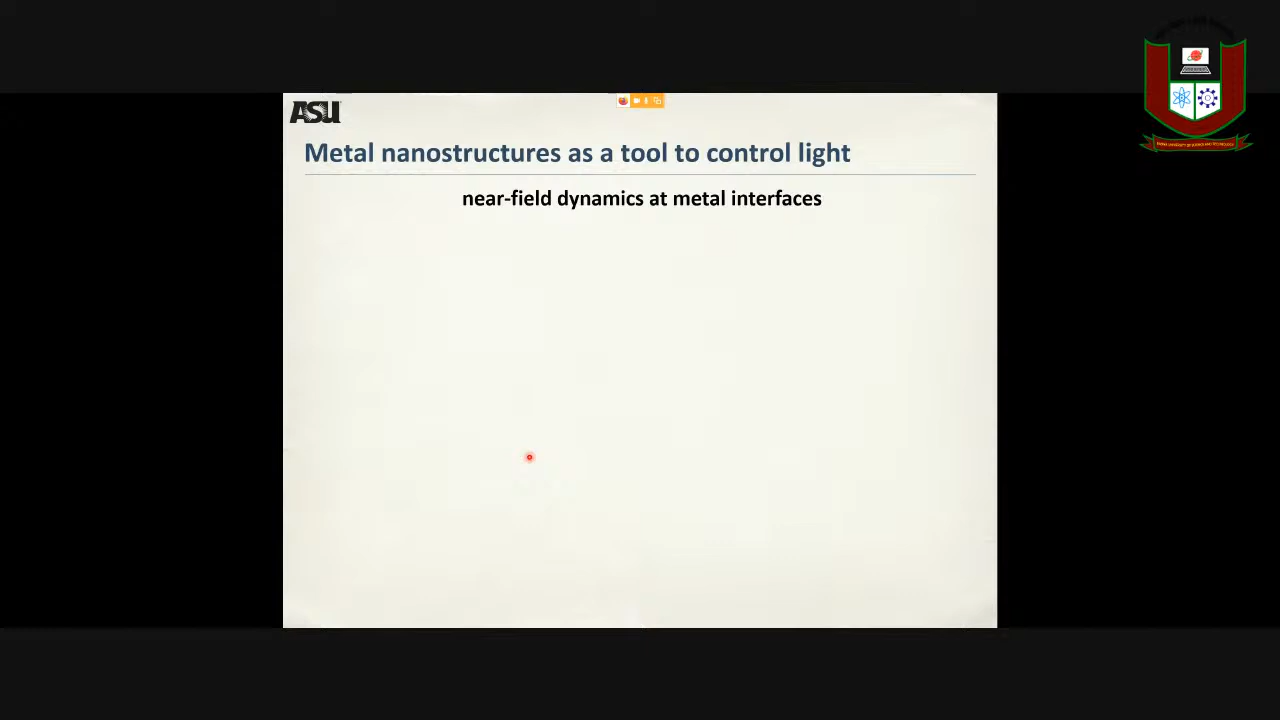 ASU
Metal nanostructures as a tool to control light
near-field dynamics at metal interfaces